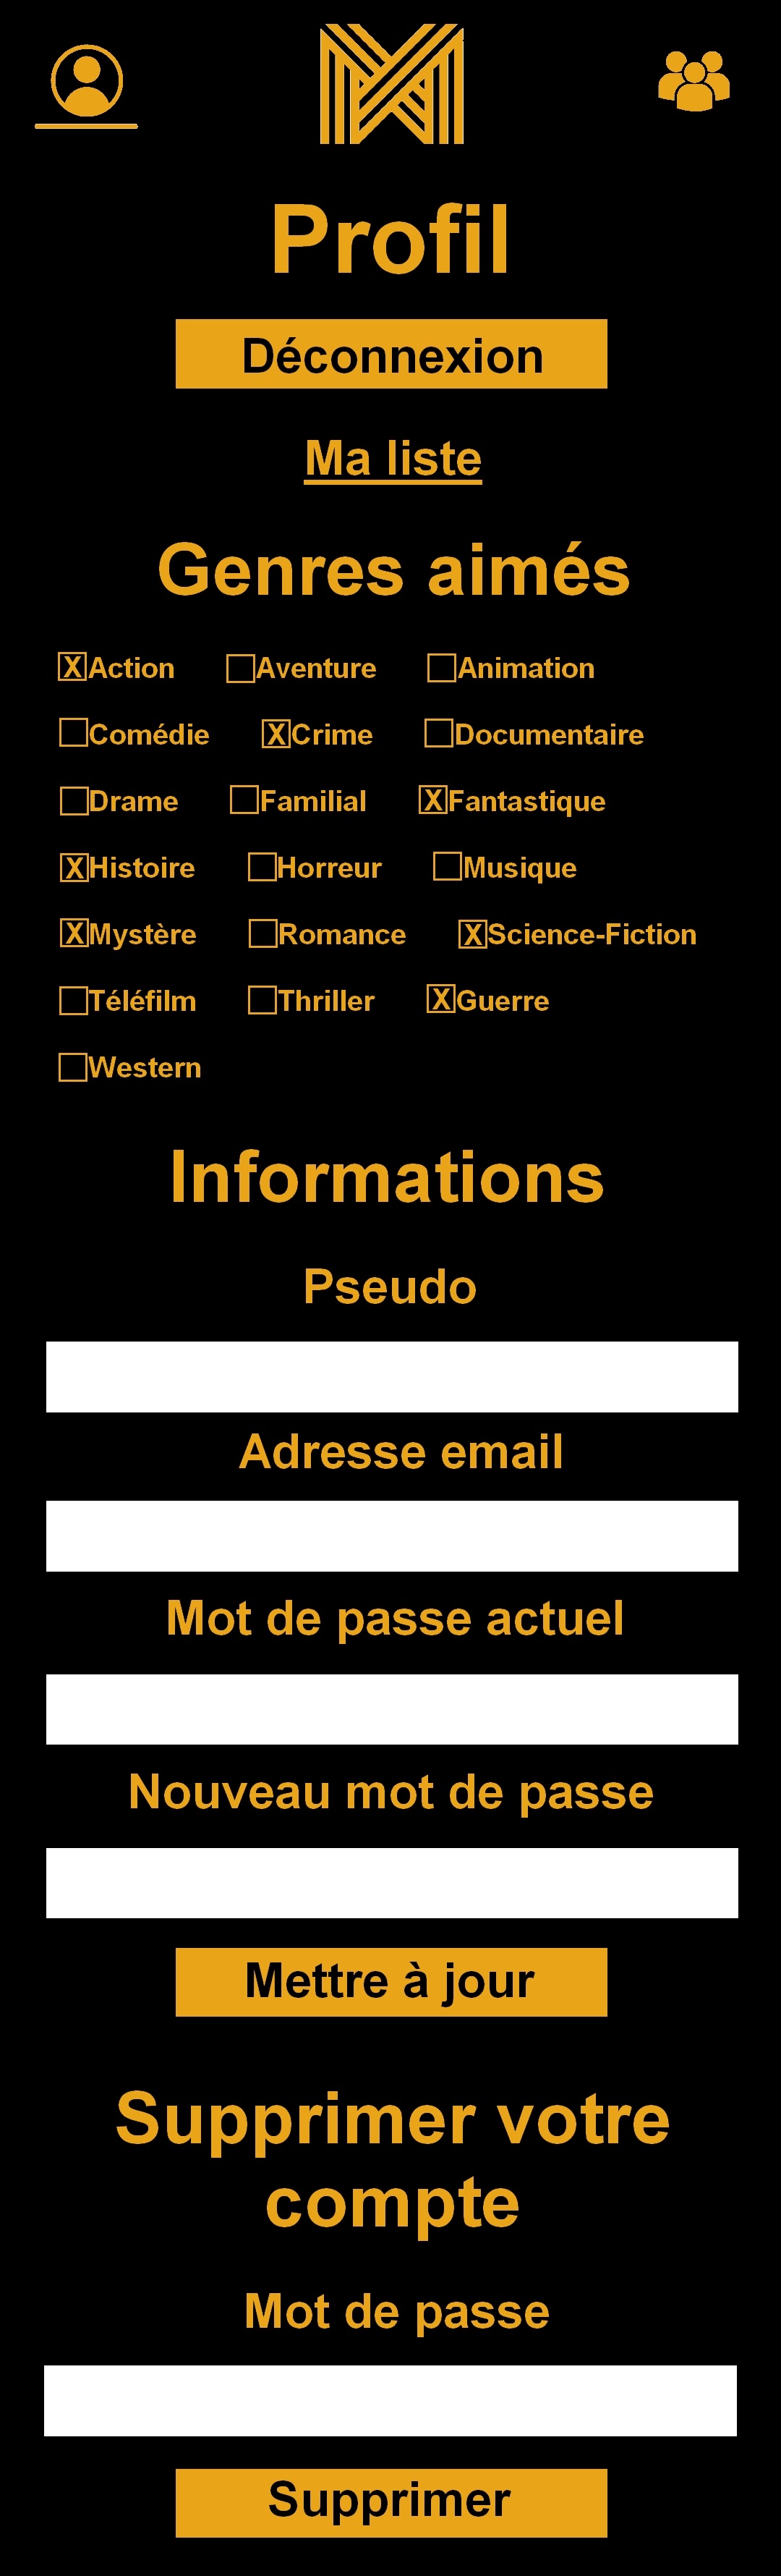 Profil
Déconnexion
Ma liste
Genres aimés
X Action Aventure Animation
Comédie X Crime Documentaire
Drame Familial X Fantastique
X Histoire Horreur Musique
X Mystère Romance X Science-Fiction
Téléfilm Thriller X Guerre
Western
Informations
Pseudo
Adresse email
Mot de passe actuel
Nouveau mot de passe
Mettre à jour
Supprimer votre
compte
Mot de passe
Supprimer